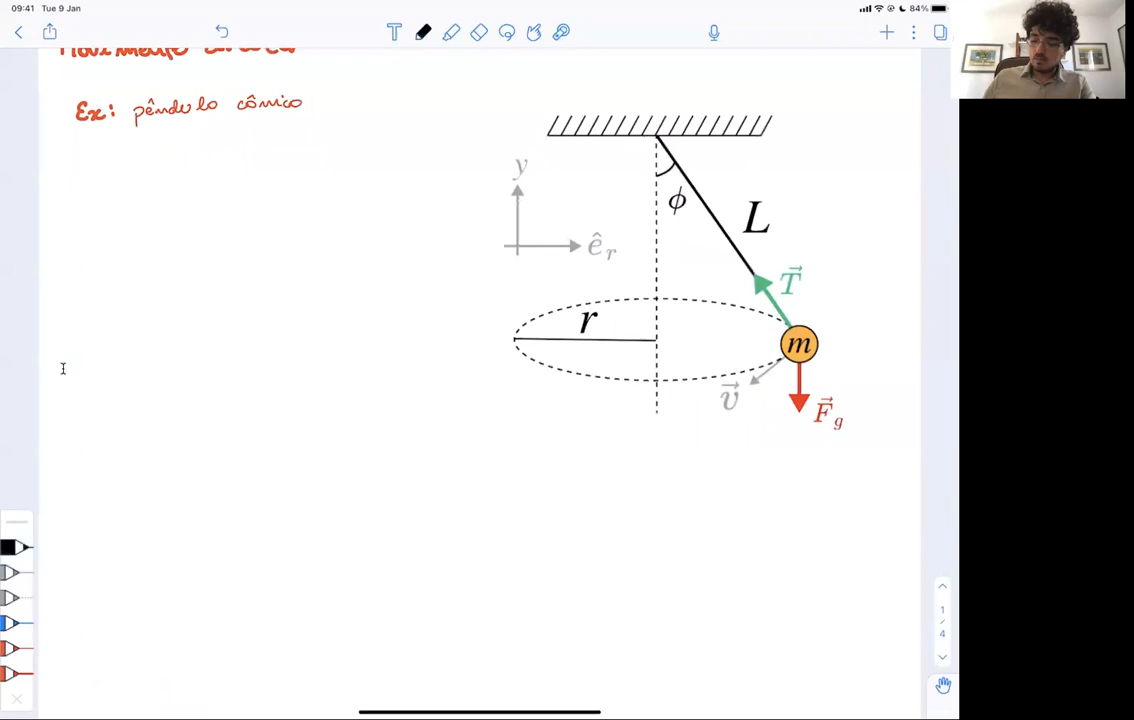 09:41 Tue 9 Jan
84%
Ex: pêndulo cônico
y
ê_r
ϕ
L
T⃗
r
m
v⃗
F⃗_g
1
/
4